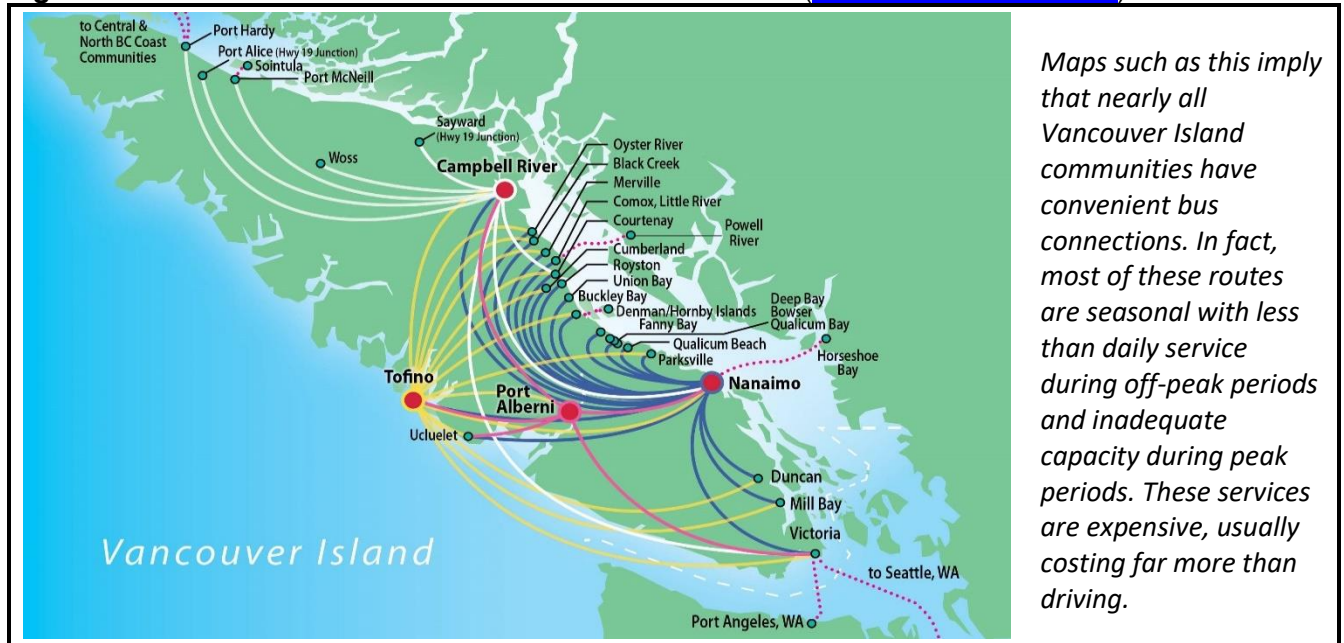 to Central &
North BC Coast
Communities
Port Hardy
Port Alice (Hwy 19 Junction)
Sointula
Port McNeill
Sayward
(Hwy 19 Junction)
Woss
Campbell River
Oyster River
Black Creek
Merville
Comox, Little River
Courtenay
Powell
River
Cumberland
Royston
Union Bay
Buckley Bay
Denman/Hornby Islands
Fanny Bay
Deep Bay
Bowser
Qualicum Bay
Qualicum Beach
Parksville
Horseshoe
Bay
Tofino
Port
Alberni
Nanaimo
Ucluelet
Duncan
Mill Bay
Victoria
Vancouver Island
to Seattle, WA
Port Angeles, WA
Maps such as this imply
that nearly all
Vancouver Island
communities have
convenient bus
connections. In fact,
most of these routes
are seasonal with less
than daily service
during off-peak periods
and inadequate
capacity during peak
periods. These services
are expensive, usually
costing far more than
driving.